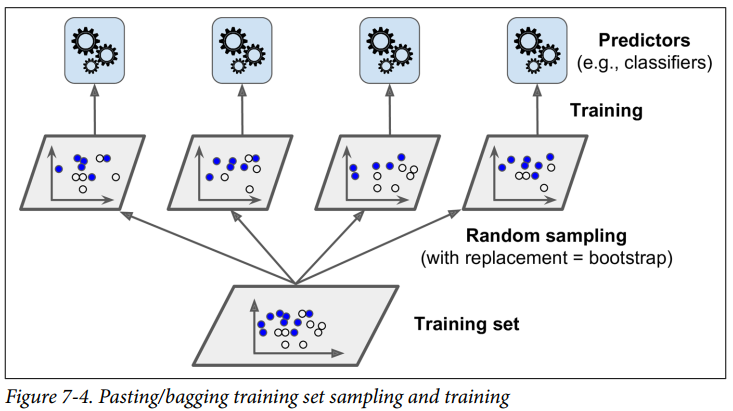 Predictors
(e.g., classifiers)
Training
Random sampling
(with replacement = bootstrap)
Training set
Figure 7-4. Pasting/bagging training set sampling and training